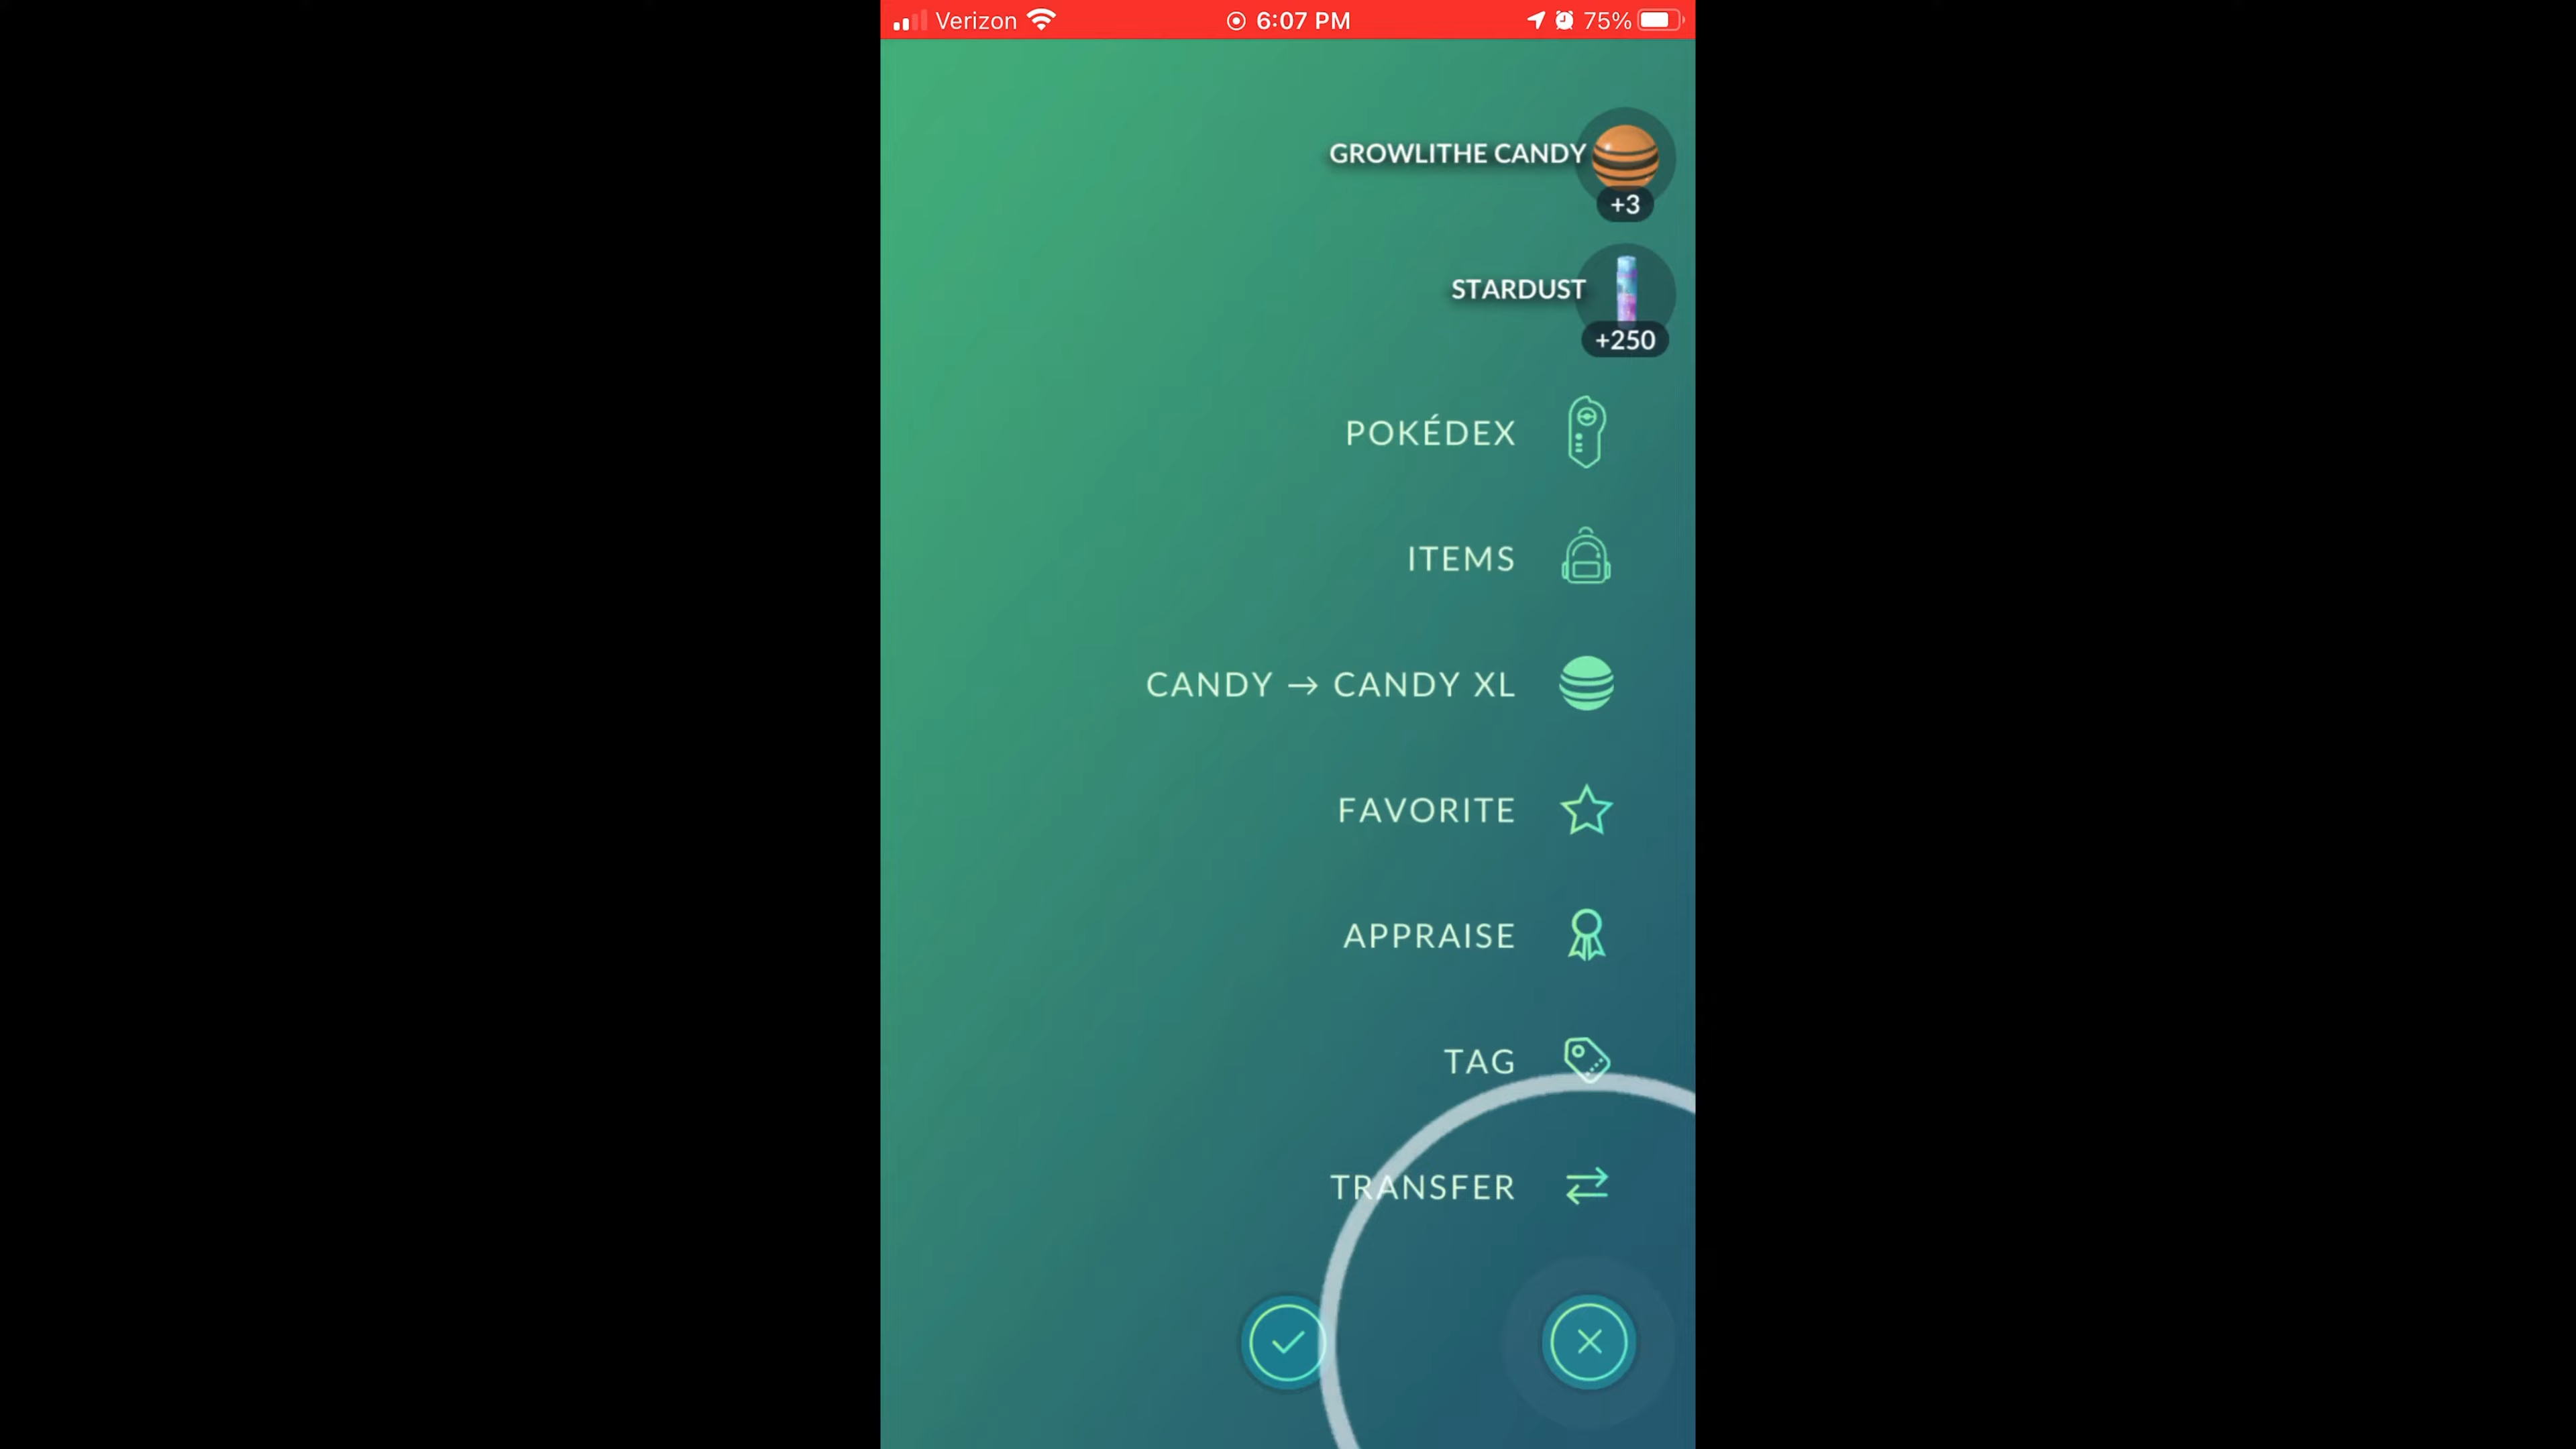 Verizon 6:07 PM 75%
GROWLITHE CANDY
+3
STARDUST
+250
POKÉDEX
ITEMS
CANDY → CANDY XL
FAVORITE
APPRAISE
TAG
TRANSFER